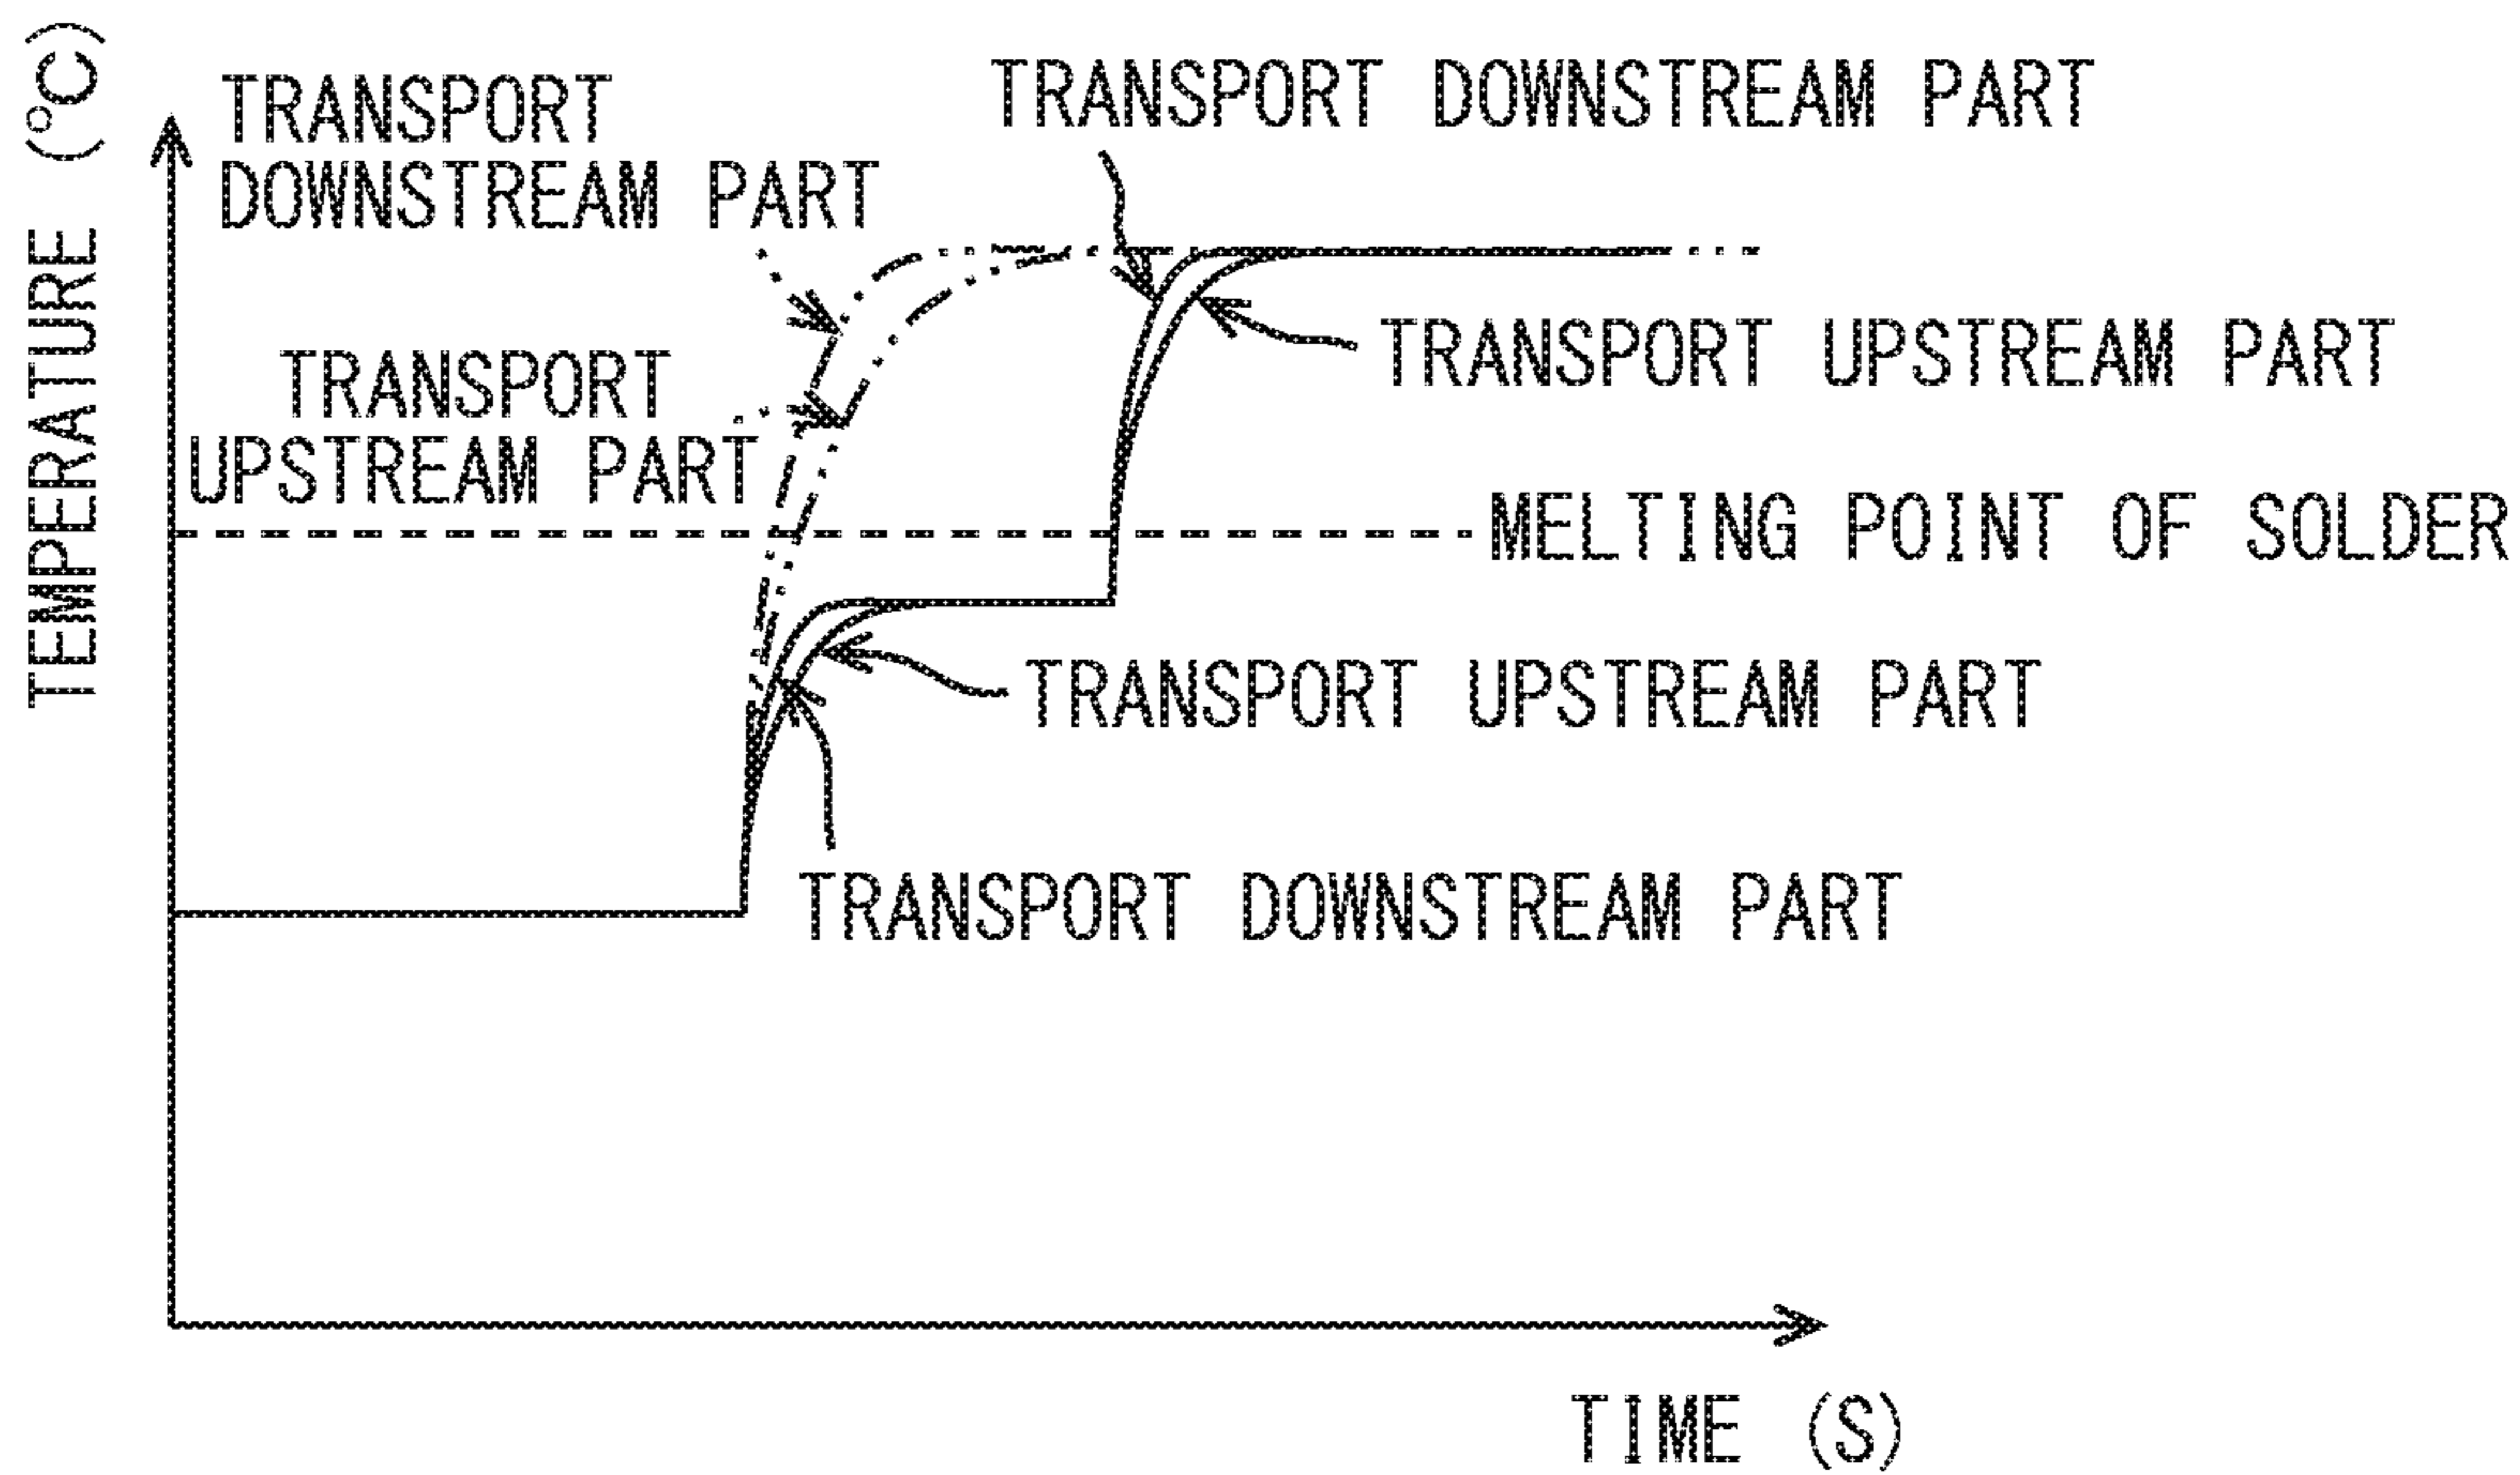 TEMPERATURE (°C)
TRANSPORT
DOWNSTREAM PART
TRANSPORT DOWNSTREAM PART
TRANSPORT
UPSTREAM PART
TRANSPORT UPSTREAM PART
MELTING POINT OF SOLDER
TRANSPORT UPSTREAM PART
TRANSPORT DOWNSTREAM PART
TIME (S)